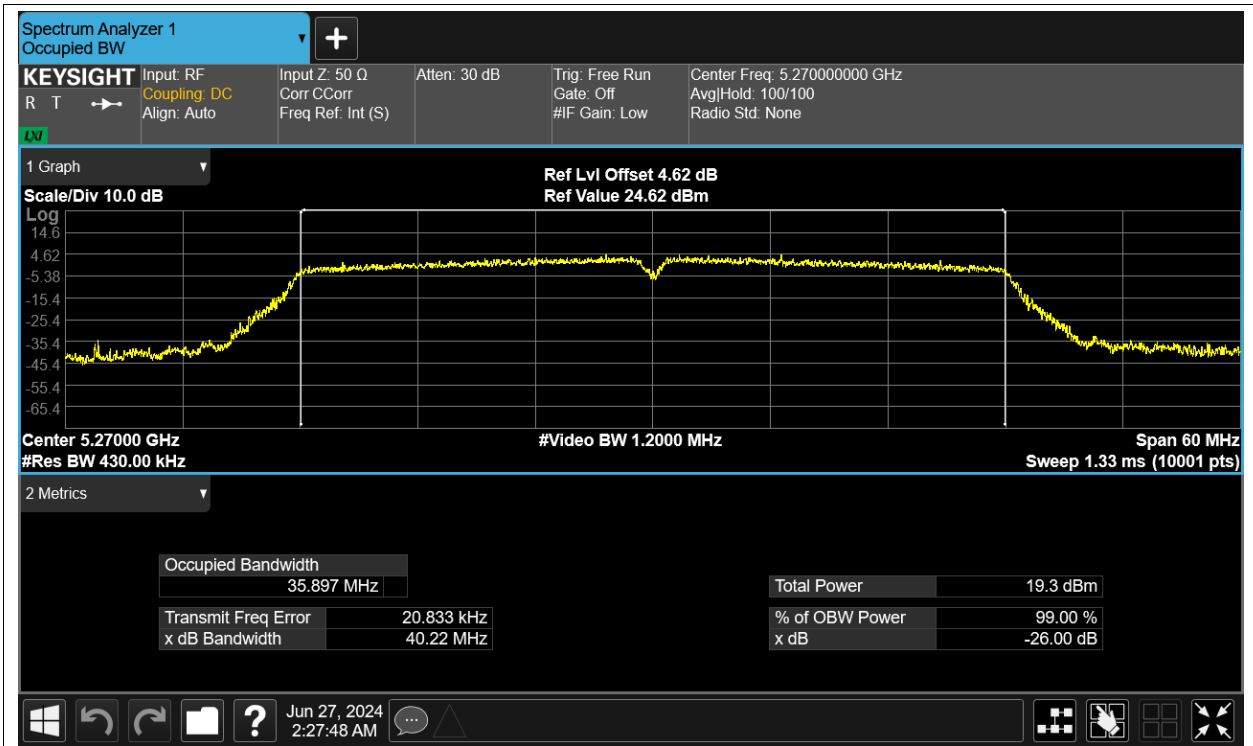 Spectrum Analyzer 1
Occupied BW
KEYSIGHT
R T
LXI
Input: RF
Coupling: DC
Align: Auto
Input Z: 50 Ω
Corr CCorr
Freq Ref: Int (S)
Atten: 30 dB
Trig: Free Run
Gate: Off
#IF Gain: Low
Center Freq: 5.270000000 GHz
Avg|Hold: 100/100
Radio Std: None
1 Graph
Scale/Div 10.0 dB
Ref Lvl Offset 4.62 dB
Ref Value 24.62 dBm
Log
14.6
4.62
-5.38
-15.4
-25.4
-35.4
-45.4
-55.4
-65.4
Center 5.27000 GHz
#Video BW 1.2000 MHz
Span 60 MHz
#Res BW 430.00 kHz
Sweep 1.33 ms (10001 pts)
2 Metrics
Occupied Bandwidth
35.897 MHz
Total Power 19.3 dBm
Transmit Freq Error 20.833 kHz
% of OBW Power 99.00 %
x dB Bandwidth 40.22 MHz
x dB -26.00 dB
?
Jun 27, 2024
2:27:48 AM